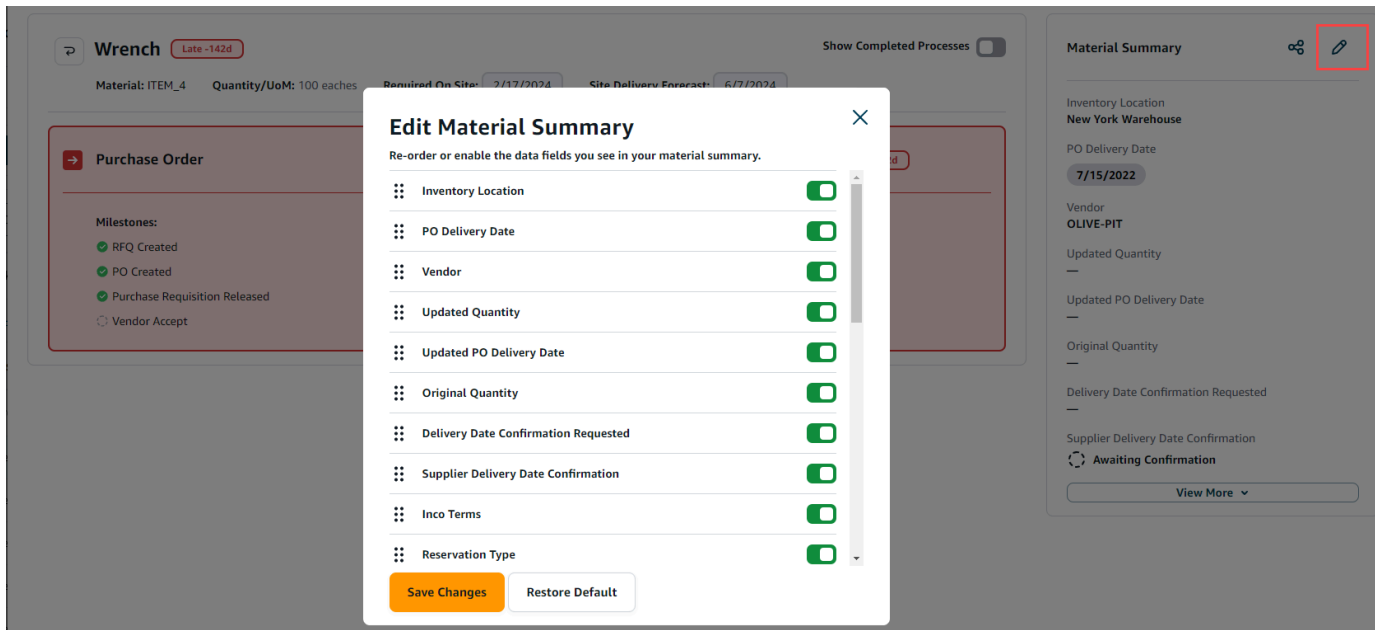 Wrench Late -142d
Show Completed Processes
Material: ITEM_4 Quantity/UoM: 100 eaches Required On Site: 2/17/2024 Site Delivery Forecast: 6/7/2024
Purchase Order
Milestones:
RFQ Created
PO Created
Purchase Requisition Released
Vendor Accept
Edit Material Summary
Re-order or enable the data fields you see in your material summary.
Inventory Location
PO Delivery Date
Vendor
Updated Quantity
Updated PO Delivery Date
Original Quantity
Delivery Date Confirmation Requested
Supplier Delivery Date Confirmation
Inco Terms
Reservation Type
Save Changes Restore Default
Material Summary
Inventory Location
New York Warehouse
PO Delivery Date
7/15/2022
Vendor
OLIVE-PIT
Updated Quantity
—
Updated PO Delivery Date
—
Original Quantity
—
Delivery Date Confirmation Requested
—
Supplier Delivery Date Confirmation
Awaiting Confirmation
View More